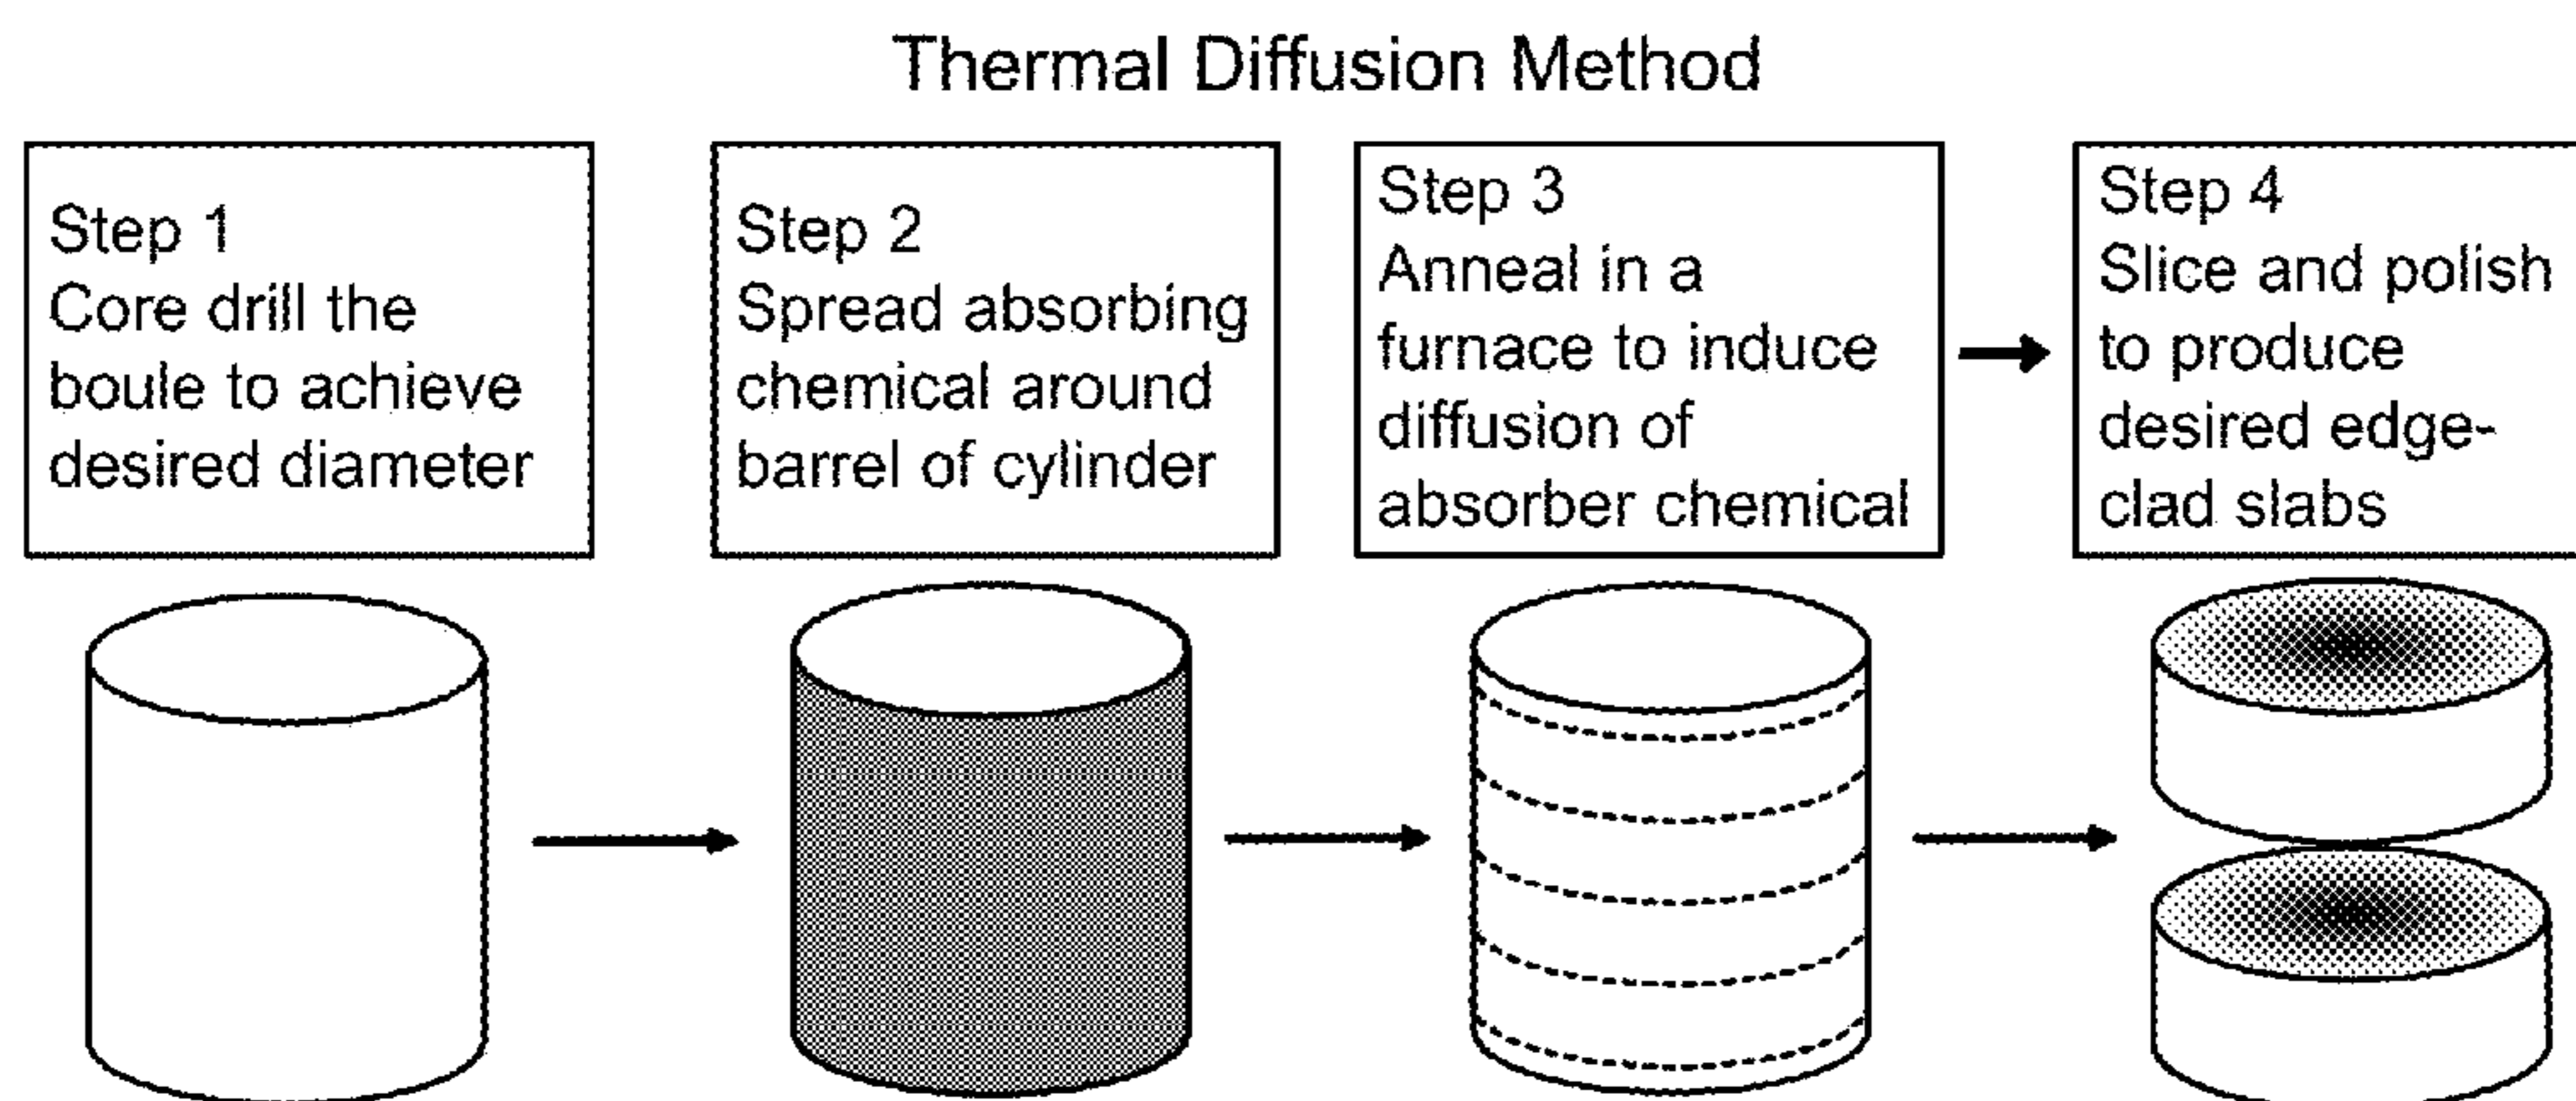 Thermal Diffusion Method
Step 1
Core drill the
boule to achieve
desired diameter
Step 2
Spread absorbing
chemical around
barrel of cylinder
Step 3
Anneal in a
furnace to induce
diffusion of
absorber chemical
Step 4
Slice and polish
to produce
desired edge-
clad slabs